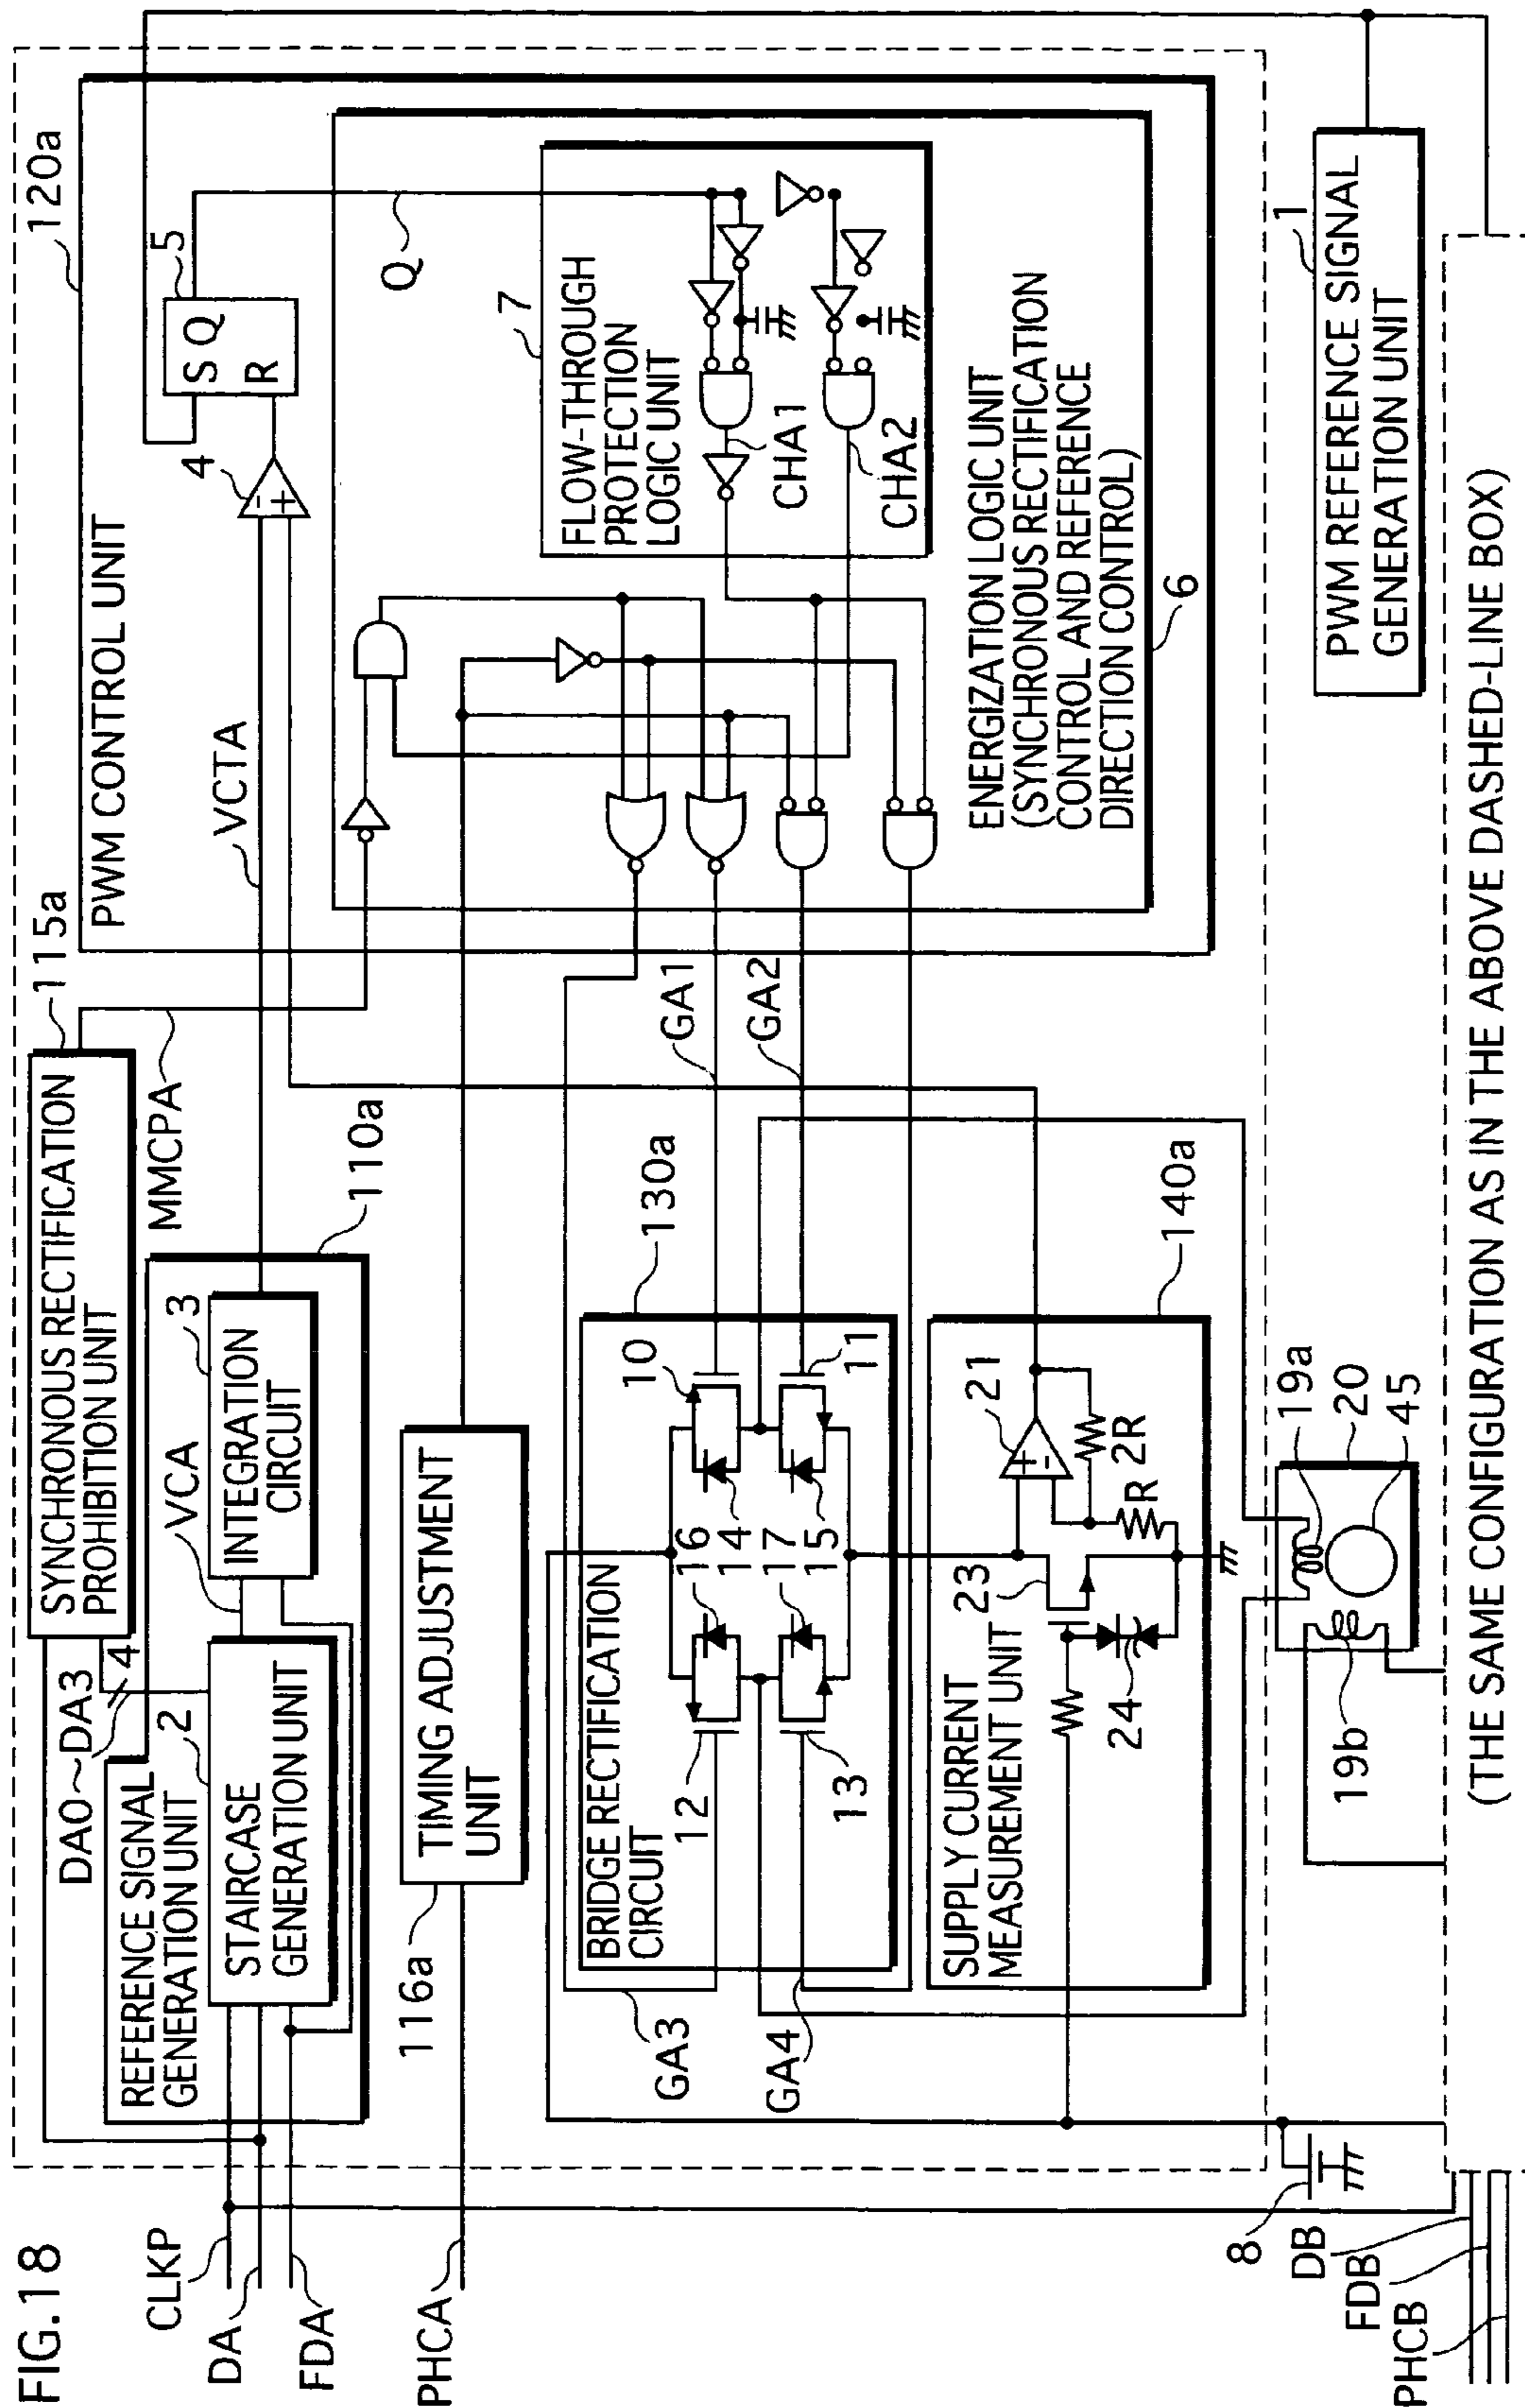 FIG.18
CLKP
DA
FDA
PHCA
DA0~DA3
4
REFERENCE SIGNAL
GENERATION UNIT
2
STAIRCASE
GENERATION UNIT
VCA
3
INTEGRATION
CIRCUIT
110a
SYNCHRONOUS RECTIFICATION
PROHIBITION UNIT
115a
MMCPA
VCTA
120a
PWM CONTROL UNIT
4
-
+
5
S Q
R
Q
7
FLOW-THROUGH
PROTECTION
LOGIC UNIT
CHA1
CHA2
ENERGIZATION LOGIC UNIT
(SYNCHRONOUS RECTIFICATION
CONTROL AND REFERENCE
DIRECTION CONTROL)
6
116a
TIMING ADJUSTMENT
UNIT
GA1
GA2
GA3
GA4
130a
BRIDGE RECTIFICATION
CIRCUIT
12
16
14
10
13
17
15
11
140a
SUPPLY CURRENT
MEASUREMENT UNIT
23
24
21
+
-
R
2R
19a
20
45
19b
1
PWM REFERENCE SIGNAL
GENERATION UNIT
8
DB
FDB
PHCB
(THE SAME CONFIGURATION AS IN THE ABOVE DASHED-LINE BOX)